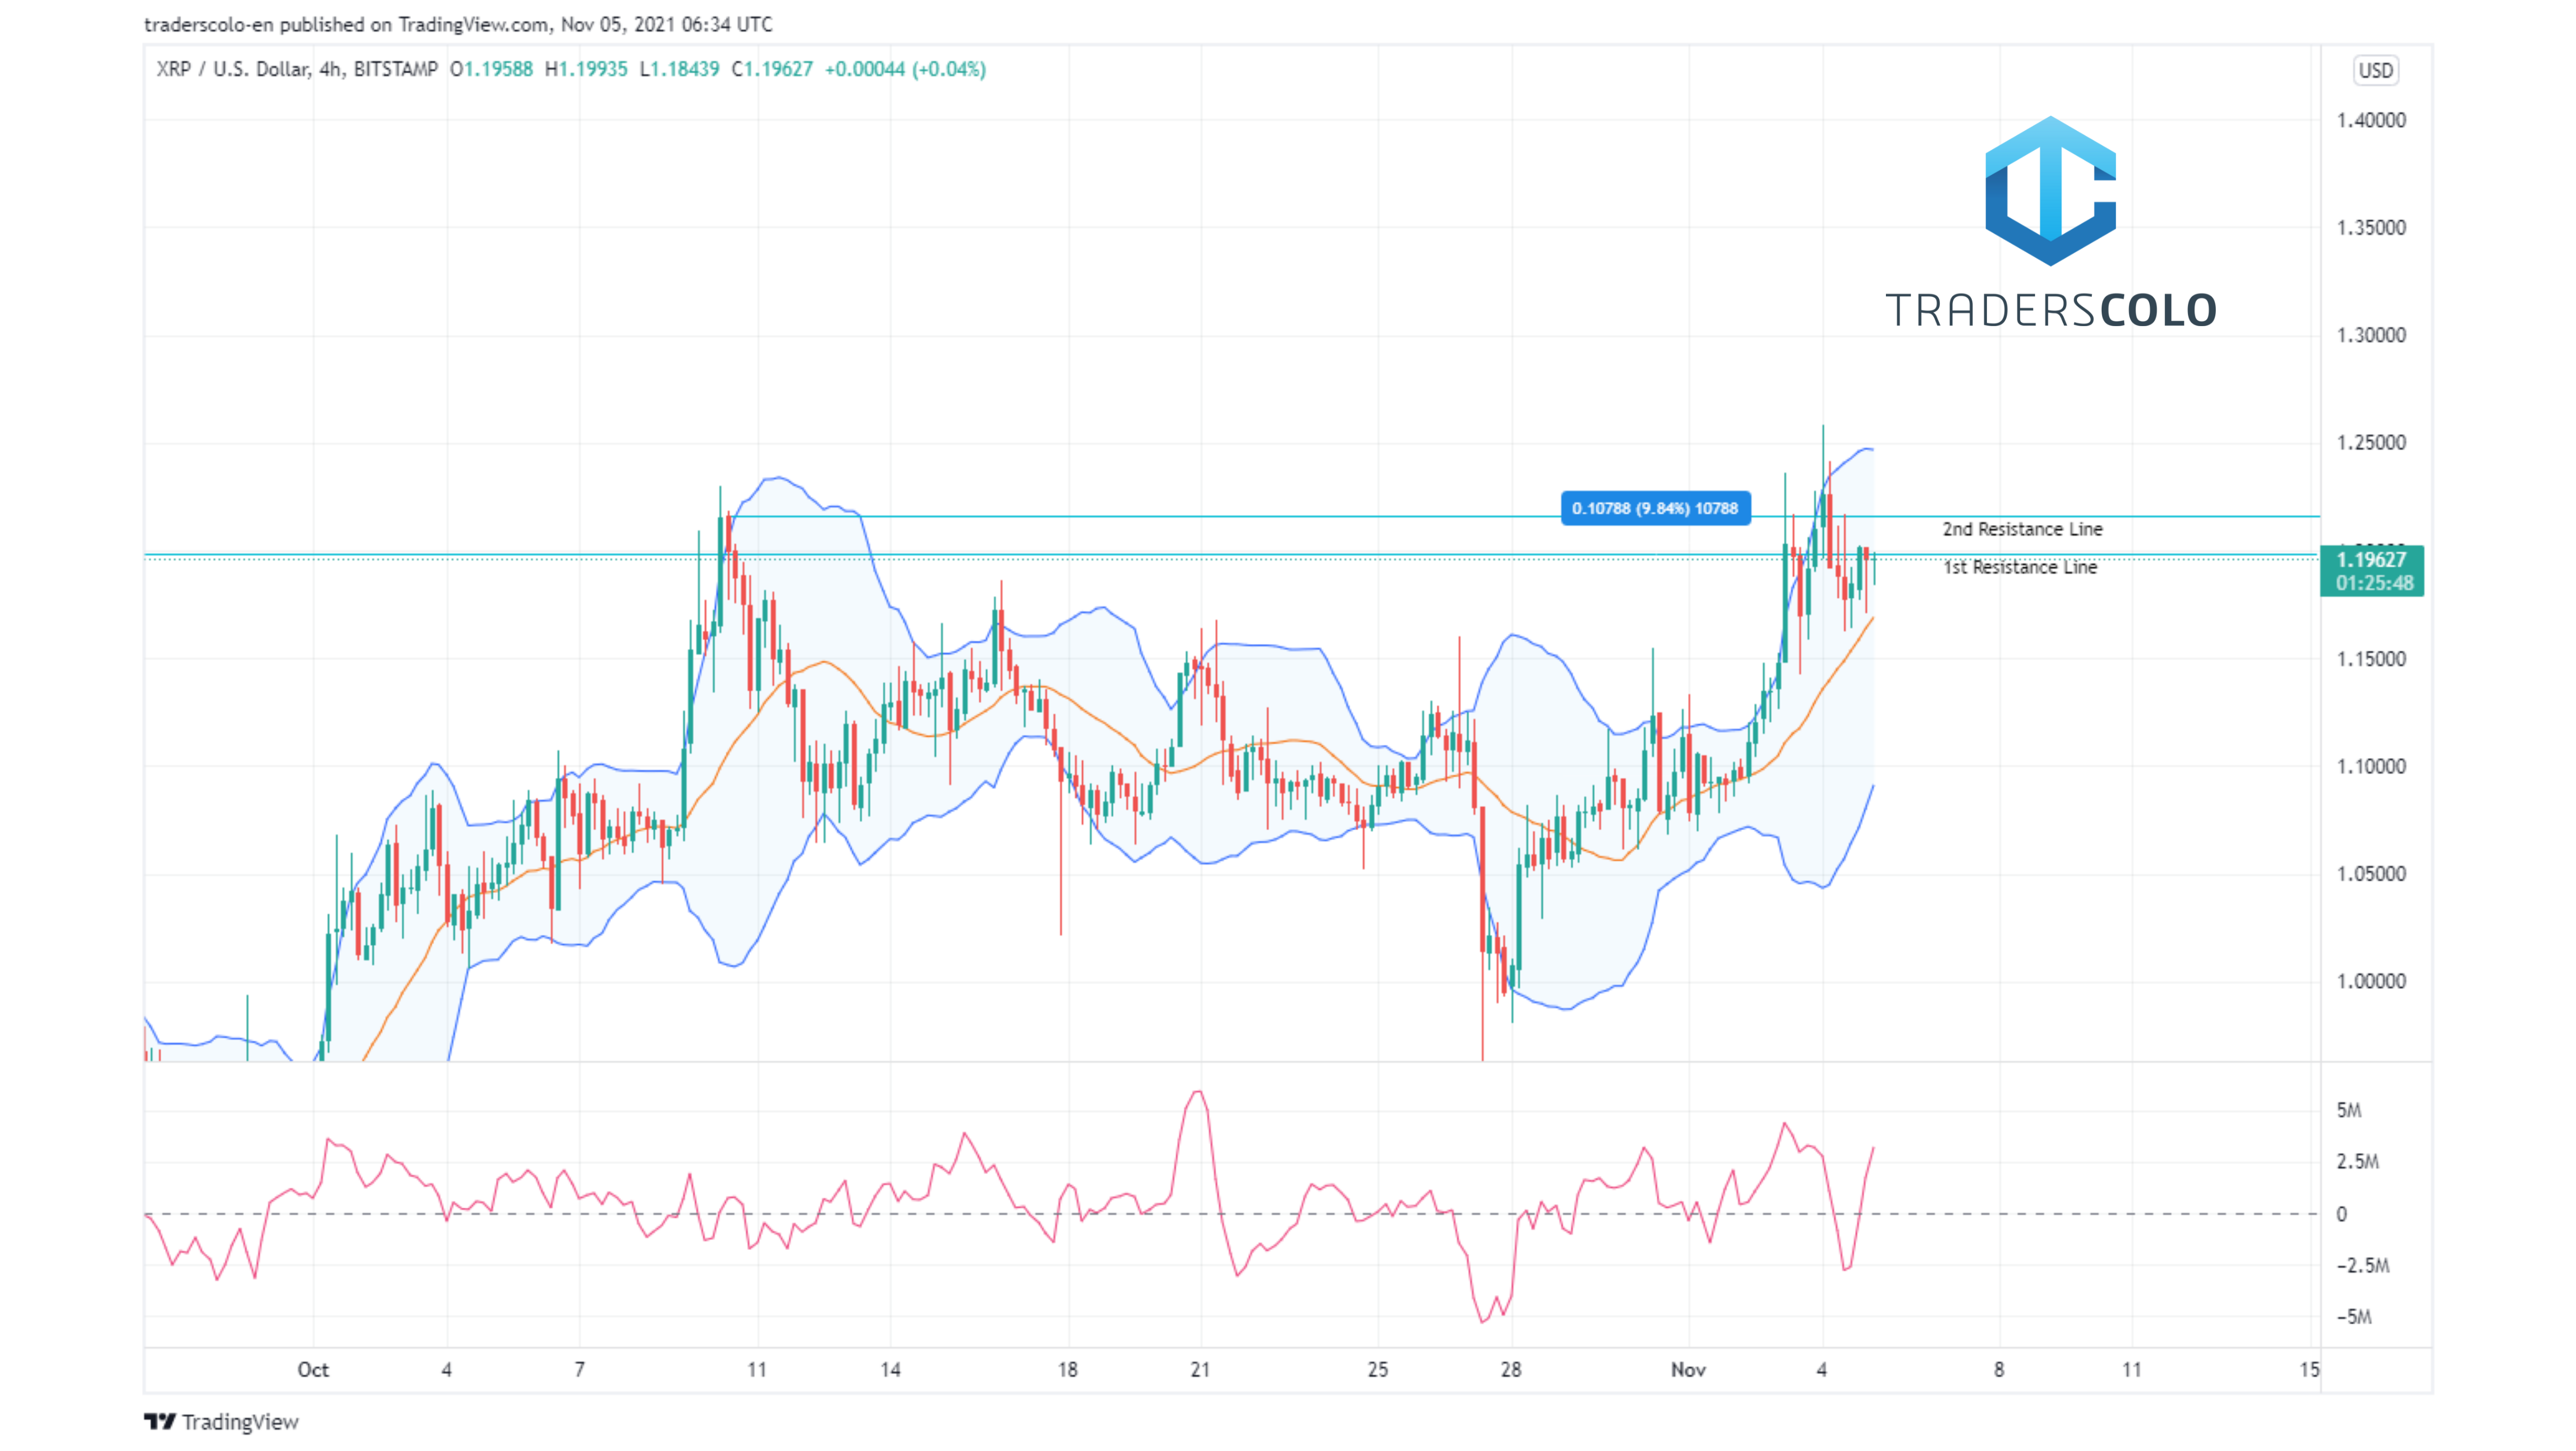 traderscolo-en published on TradingView.com, Nov 05, 2021 06:34 UTC
XRP / U.S. Dollar, 4h, BITSTAMP O1.19588 H1.19935 L1.18439 C1.19627 +0.00044 (+0.04%)
USD
1.40000
1.35000
TRADERSCOLO
1.30000
1.25000
0.10788 (9.84%) 10788
2nd Resistance Line
1.19627
1st Resistance Line
01:25:48
1.15000
1.10000
1.05000
1.00000
5M
2.5M
0
−2.5M
−5M
Oct 4 7 11 14 18 21 25 28 Nov 4 8 11 15
TradingView